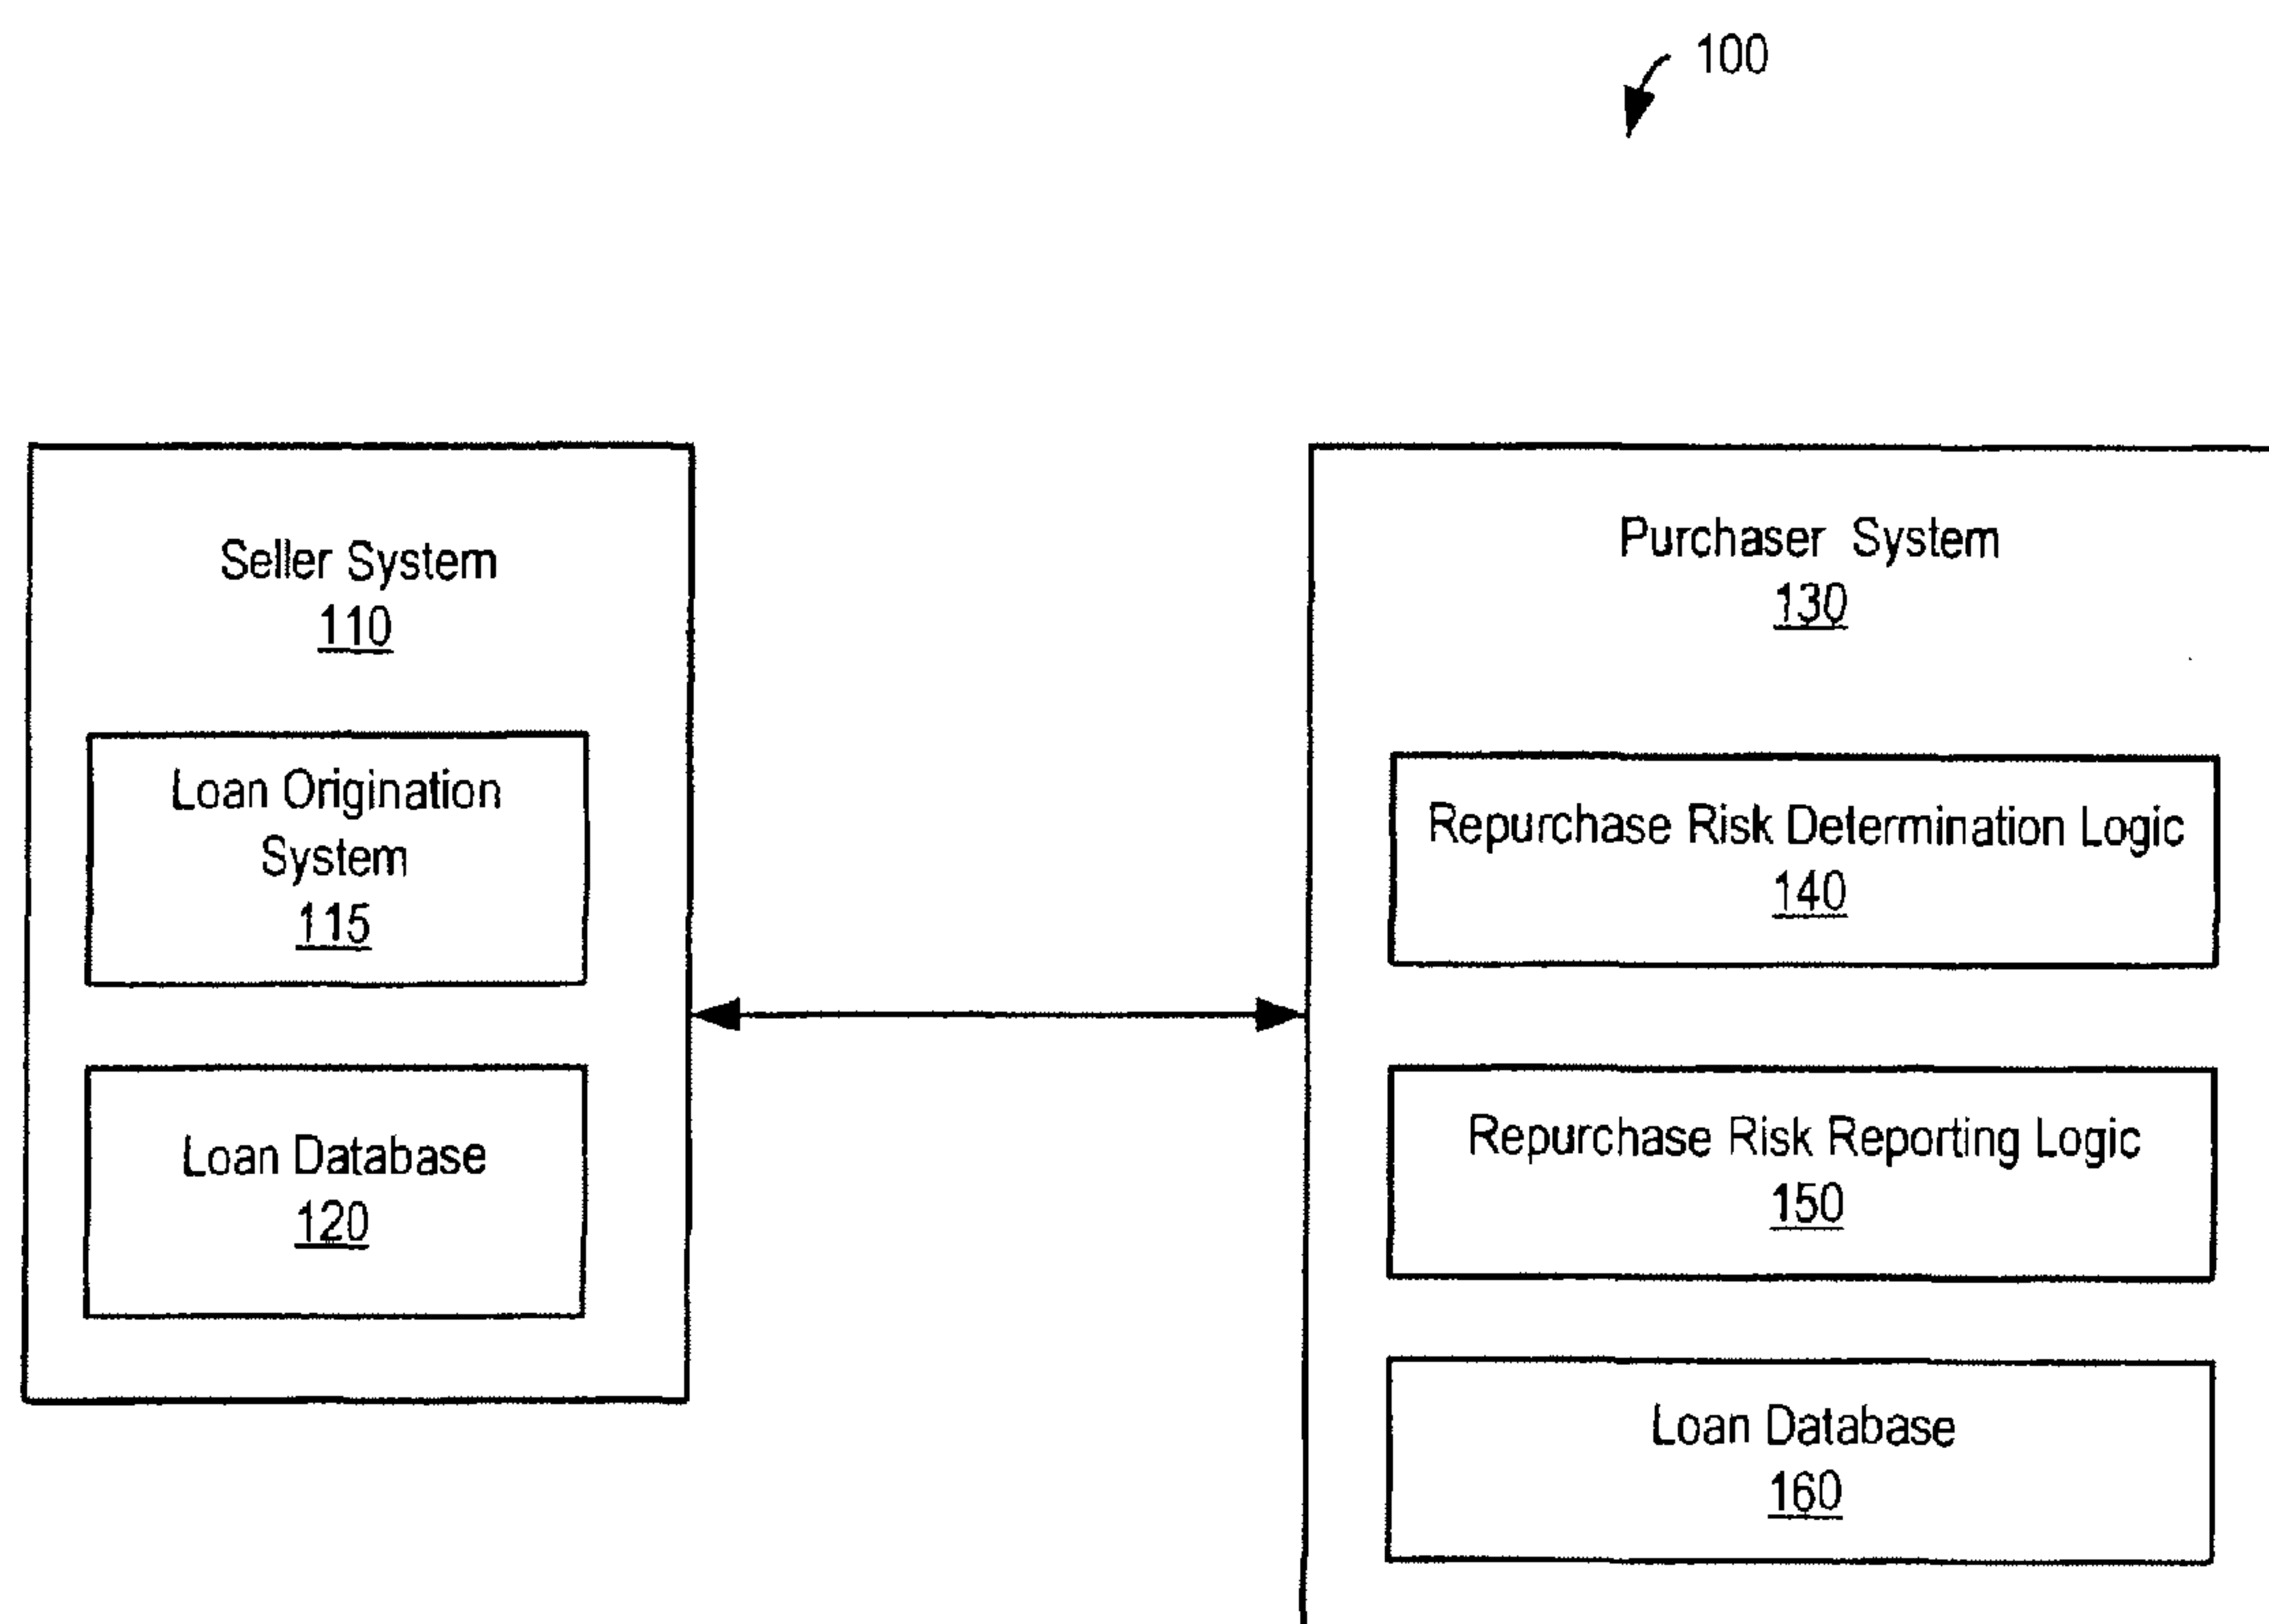 100
Seller System
110
Loan Origination
System
115
Loan Database
120
Purchaser System
130
Repurchase Risk Determination Logic
140
Repurchase Risk Reporting Logic
150
Loan Database
160